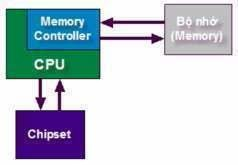 Memory
Controller
Bộ nhớ
(Memory)
CPU
Chipset